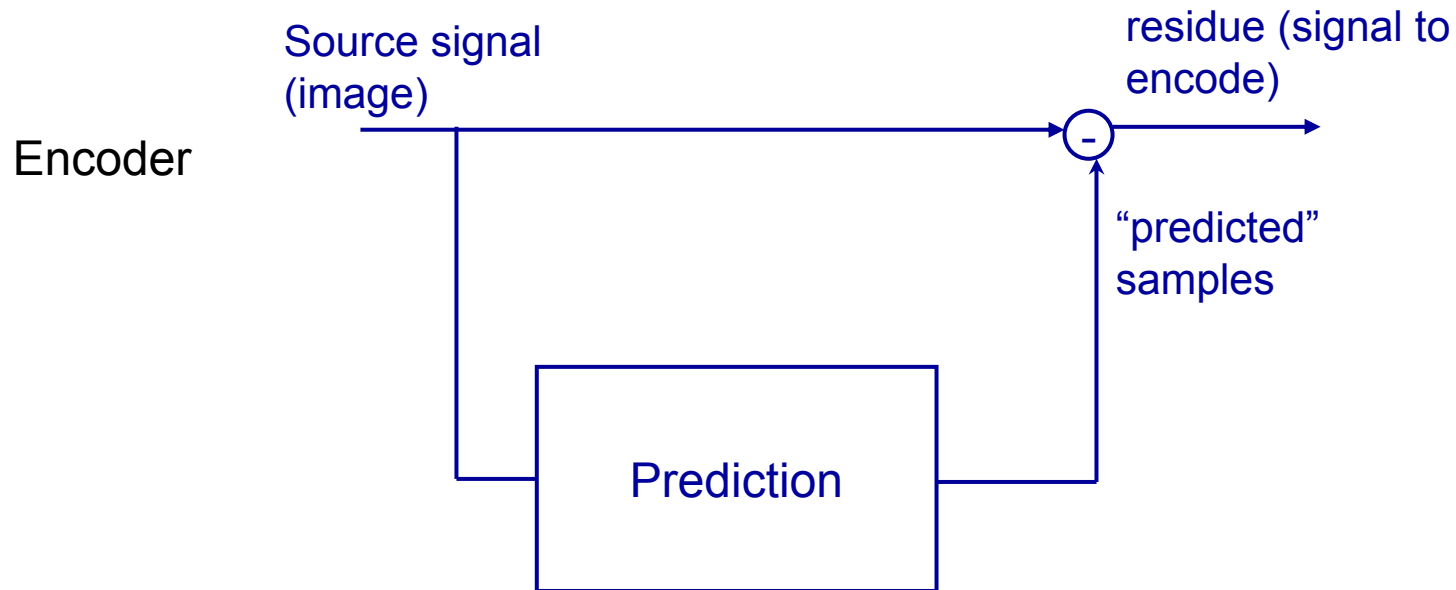 Source signal
(image)
residue (signal to
encode)
Encoder
-
“predicted”
samples
Prediction